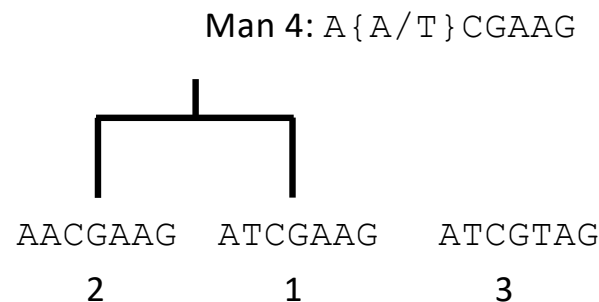 Man 4: A{A/T}CGAAG
AACGAAG ATCGAAG ATCGTAG
2 1 3